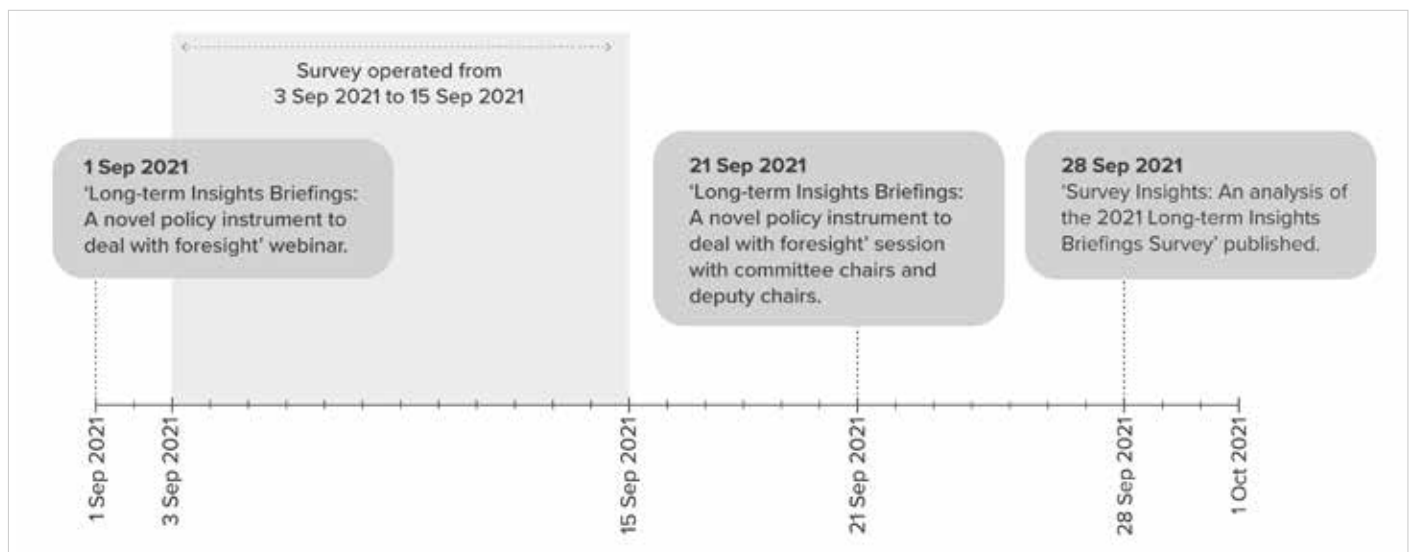 Survey operated from
3 Sep 2021 to 15 Sep 2021
1 Sep 2021
‘Long-term Insights Briefings:
A novel policy instrument to
deal with foresight’ webinar.
21 Sep 2021
‘Long-term Insights Briefings:
A novel policy instrument to
deal with foresight’ session
with committee chairs and
deputy chairs.
28 Sep 2021
‘Survey Insights: An analysis of
the 2021 Long-term Insights
Briefings Survey’ published.
1 Sep 2021
3 Sep 2021
15 Sep 2021
21 Sep 2021
28 Sep 2021
1 Oct 2021